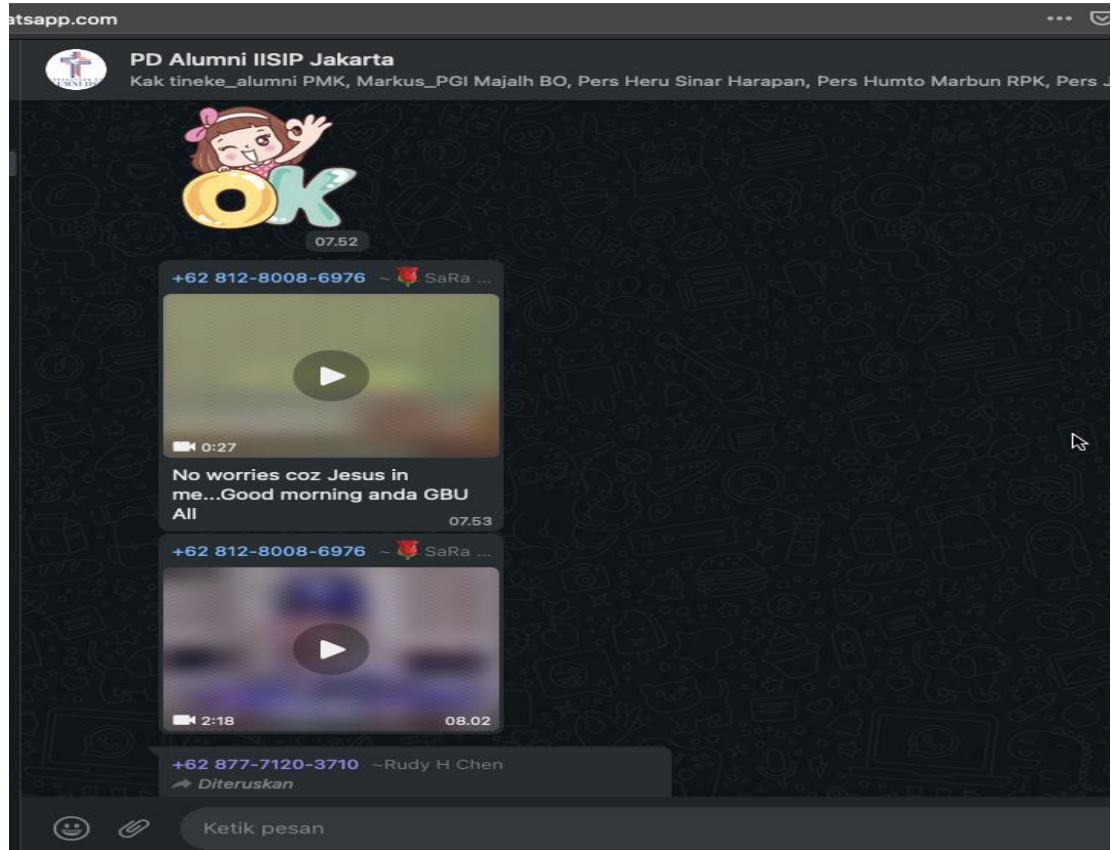 atsapp.com
PD Alumni IISIP Jakarta
Kak tineke_alumni PMK, Markus_PGI Majalh BO, Pers Heru Sinar Harapan, Pers Humto Marbun RPK, Pers J
OK
07.52
+62 812-8008-6976 ~🌹 SaRa ...
0:27
No worries coz Jesus in
me...Good morning anda GBU
All
07.53
+62 812-8008-6976 ~🌹 SaRa ...
2:18
08.02
+62 877-7120-3710 ~Rudy H Chen
Diteruskan
Ketik pesan